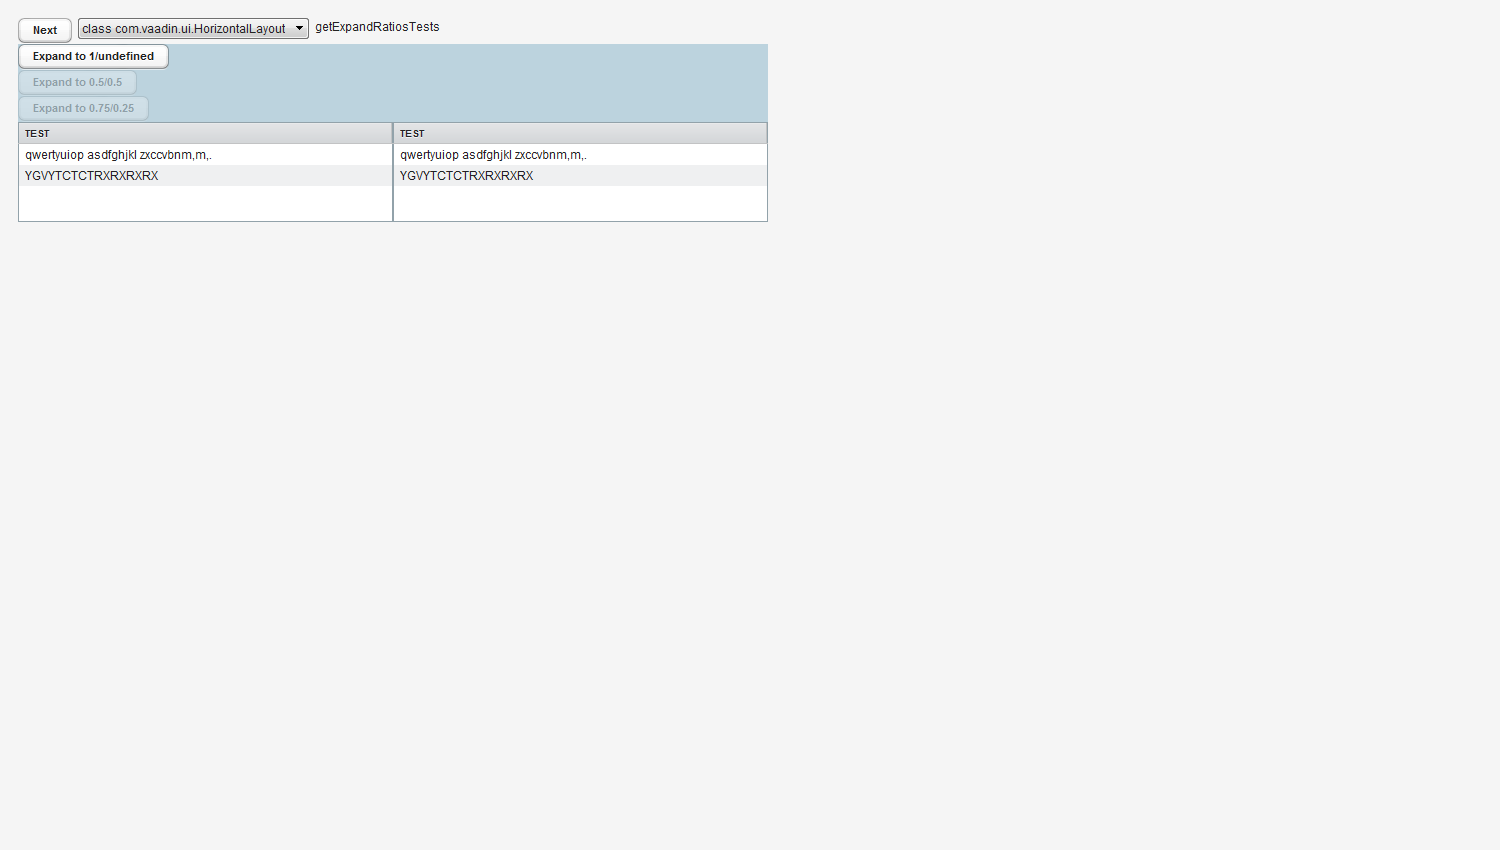 Next class com.vaadin.ui.HorizontalLayout getExpandRatiosTests
Expand to 1/undefined
Expand to 0.5/0.5
Expand to 0.75/0.25
TEST TEST
qwertyuiop asdfghjkl zxccvbnm,m,. qwertyuiop asdfghjkl zxccvbnm,m,.
YGVYTCTCTRXRXRXRX YGVYTCTCTRXRXRXRX